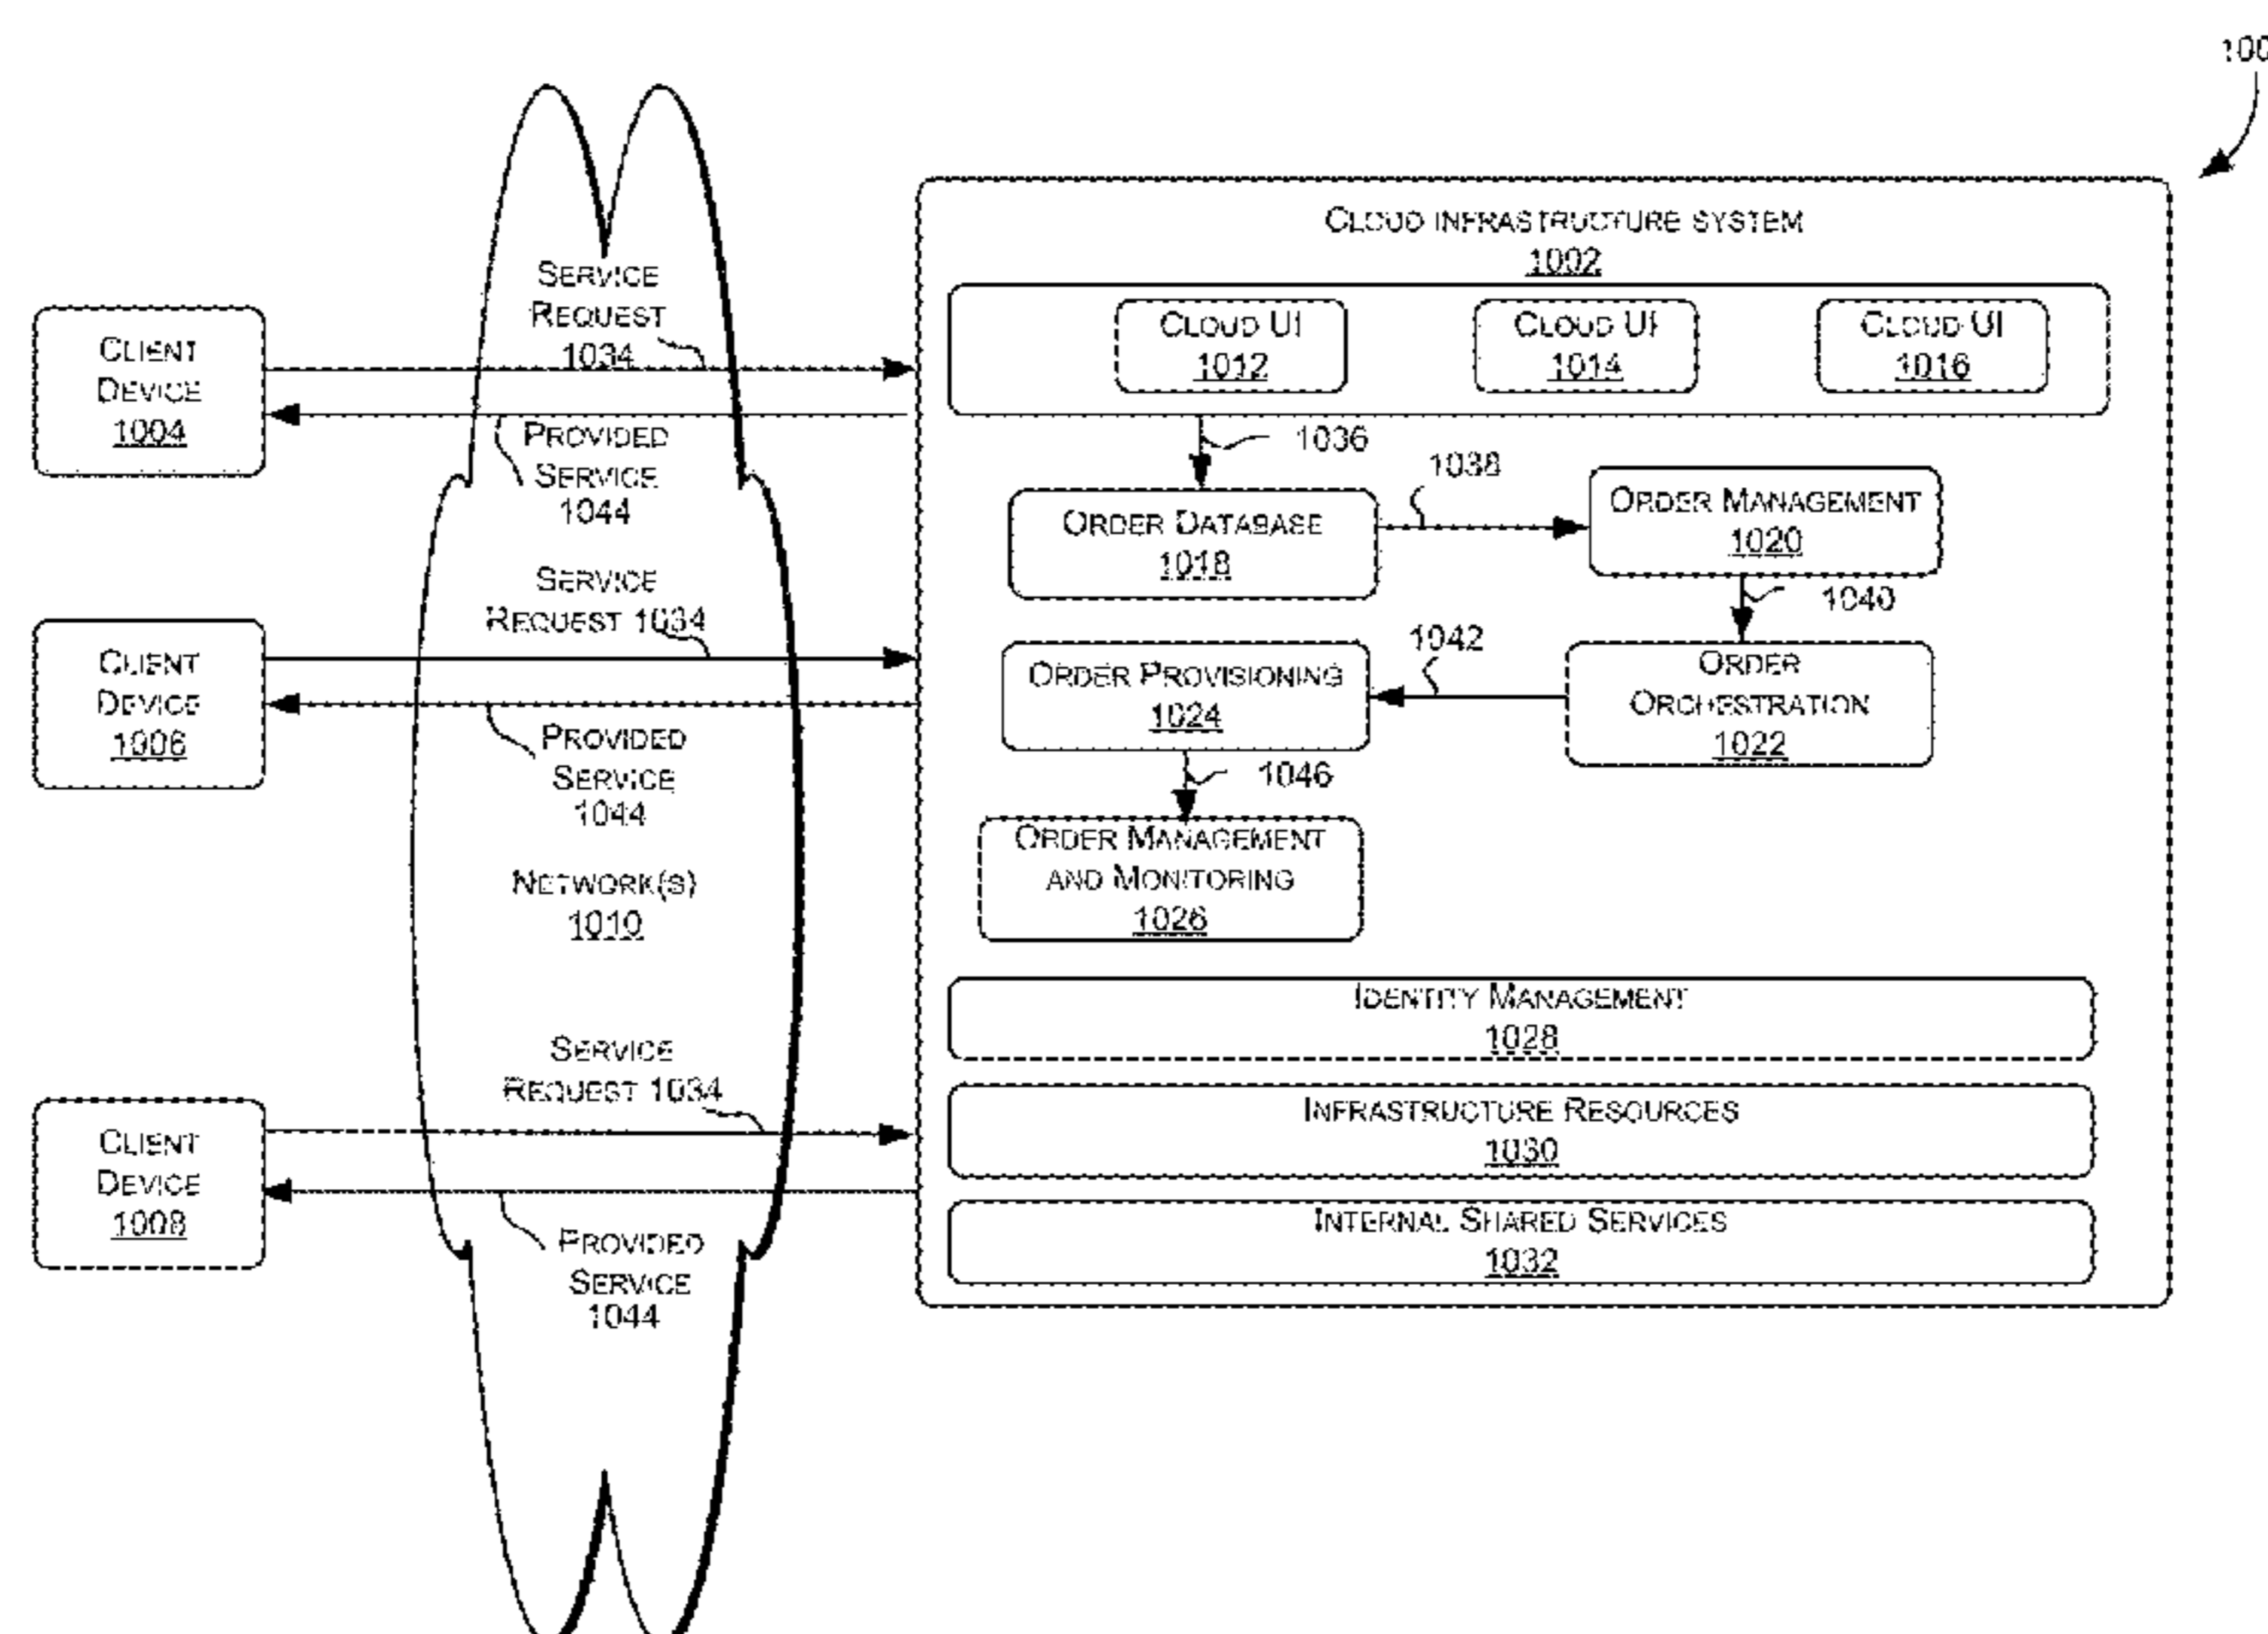 100
CLOUD INFRASTRUCTURE SYSTEM
1002
CLOUD UI
1012
CLOUD UI
1014
CLOUD UI
1016
SERVICE
REQUEST
1034
CLIENT
DEVICE
1004
PROVIDED
SERVICE
1044
1036
1038
ORDER DATABASE
1018
ORDER MANAGEMENT
1020
1040
SERVICE
REQUEST 1034
CLIENT
DEVICE
1006
PROVIDED
SERVICE
1044
ORDER PROVISIONING
1024
1042
ORDER
ORCHESTRATION
1022
1046
ORDER MANAGEMENT
AND MONITORING
1026
NETWORK(S)
1010
IDENTITY MANAGEMENT
1028
SERVICE
REQUEST 1034
CLIENT
DEVICE
1008
PROVIDED
SERVICE
1044
INFRASTRUCTURE RESOURCES
1030
INTERNAL SHARED SERVICES
1032